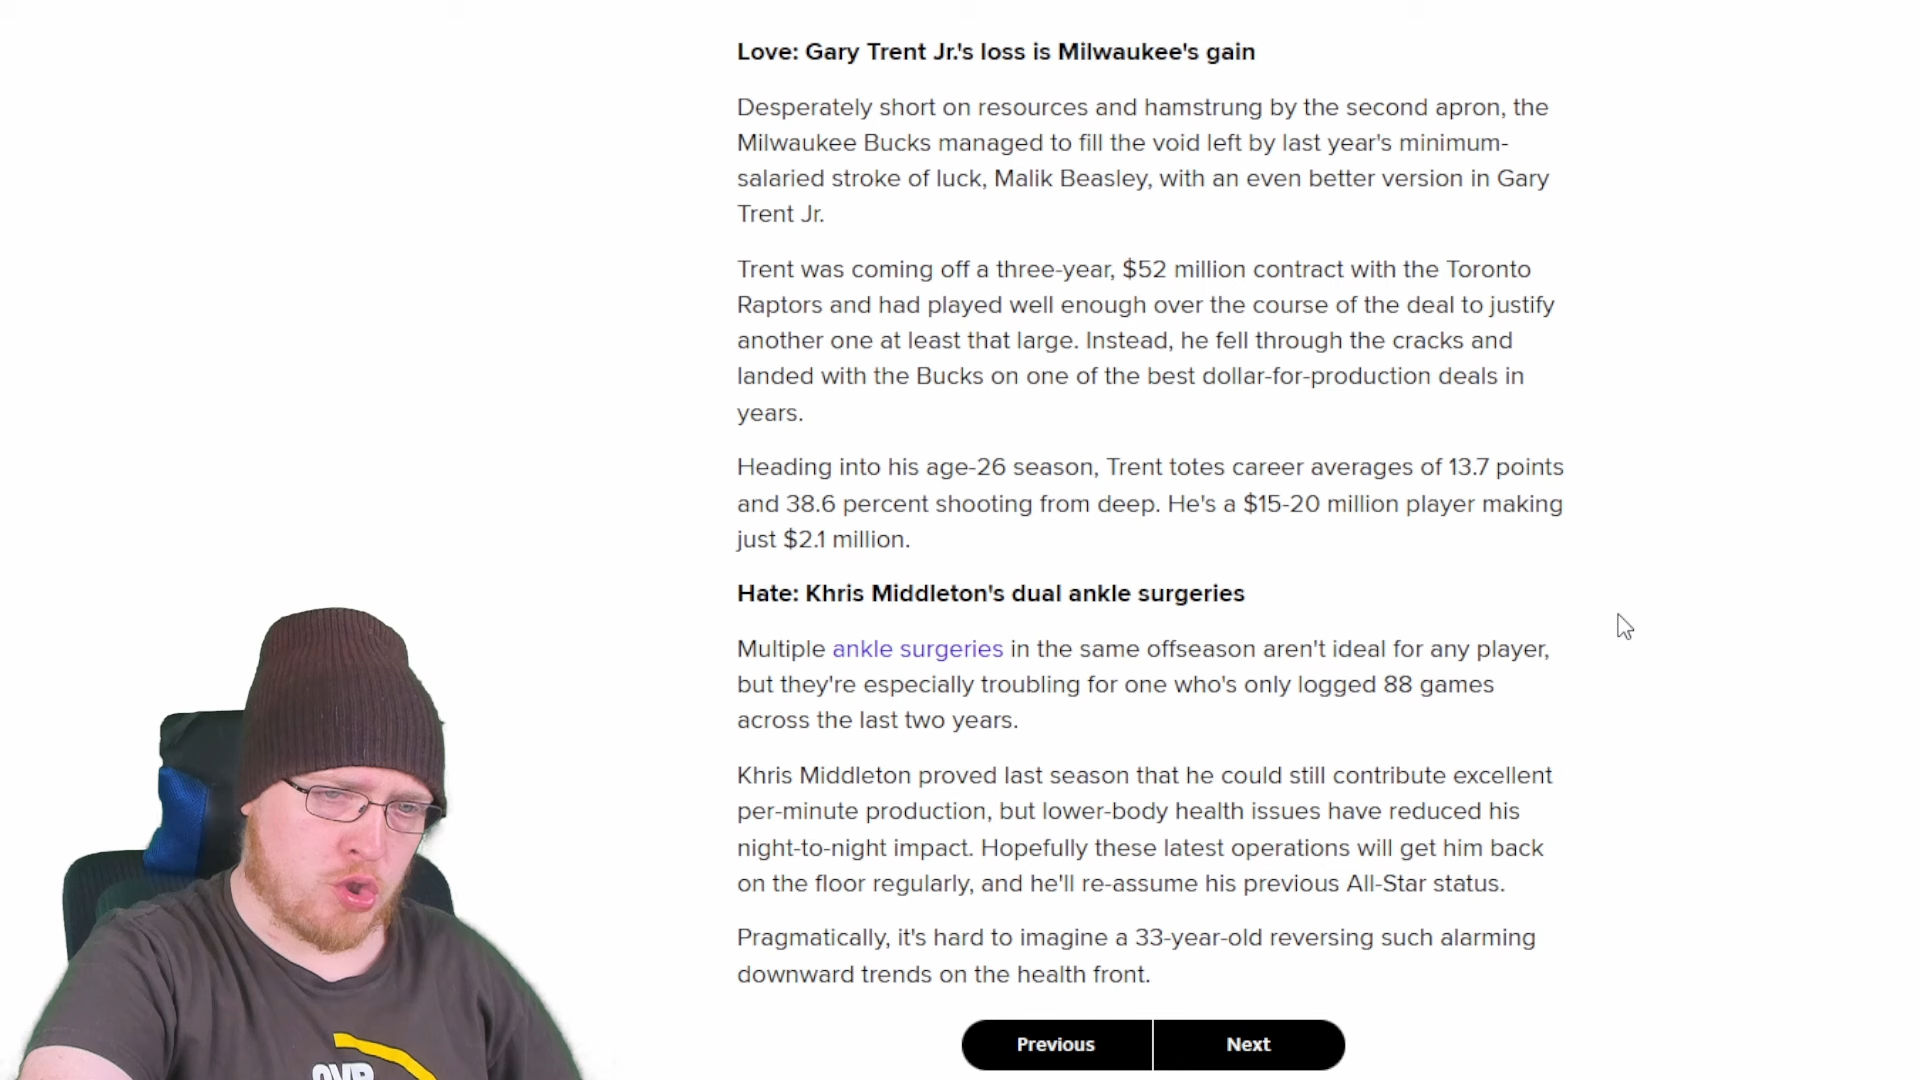 Love: Gary Trent Jr.'s loss is Milwaukee's gain
Desperately short on resources and hamstrung by the second apron, the
Milwaukee Bucks managed to fill the void left by last year's minimum-
salaried stroke of luck, Malik Beasley, with an even better version in Gary
Trent Jr.
Trent was coming off a three-year, $52 million contract with the Toronto
Raptors and had played well enough over the course of the deal to justify
another one at least that large. Instead, he fell through the cracks and
landed with the Bucks on one of the best dollar-for-production deals in
years.
Heading into his age-26 season, Trent totes career averages of 13.7 points
and 38.6 percent shooting from deep. He's a $15-20 million player making
just $2.1 million.
Hate: Khris Middleton's dual ankle surgeries
Multiple ankle surgeries in the same offseason aren't ideal for any player,
but they're especially troubling for one who's only logged 88 games
across the last two years.
Khris Middleton proved last season that he could still contribute excellent
per-minute production, but lower-body health issues have reduced his
night-to-night impact. Hopefully these latest operations will get him back
on the floor regularly, and he'll re-assume his previous All-Star status.
Pragmatically, it's hard to imagine a 33-year-old reversing such alarming
downward trends on the health front.
Previous
Next